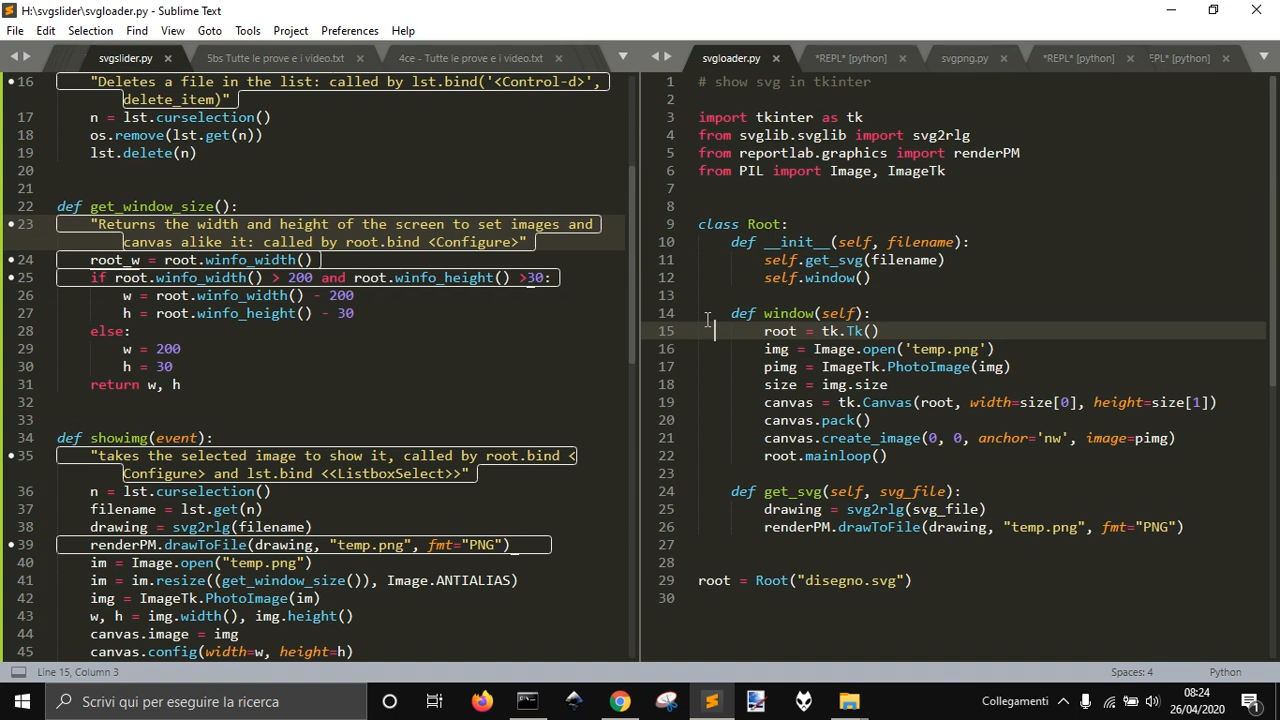 H:\svgslider\svgloader.py - Sublime Text
File Edit Selection Find View Goto Tools Project Preferences Help
svgslider.py × 5bs Tutte le prove e i video.txt × 4ce - Tutte le prove e i video.txt ×
16 "Deletes a file in the list: called by lst.bind('<Control-d>',
delete_item)"
17 n = lst.curselection()
18 os.remove(lst.get(n))
19 lst.delete(n)
20
21
22 def get_window_size():
23 "Returns the width and height of the screen to set images and
canvas alike it: called by root.bind <Configure>"
24 root_w = root.winfo_width()
25 if root.winfo_width() > 200 and root.winfo_height() >30:
26 w = root.winfo_width() - 200
27 h = root.winfo_height() - 30
28 else:
29 w = 200
30 h = 30
31 return w, h
32
33
34 def showimg(event):
35 "takes the selected image to show it, called by root.bind <
Configure> and lst.bind <<ListboxSelect>>"
36 n = lst.curselection()
37 filename = lst.get(n)
38 drawing = svg2rlg(filename)
39 renderPM.drawToFile(drawing, "temp.png", fmt="PNG")
40 im = Image.open("temp.png")
41 im = im.resize((get_window_size()), Image.ANTIALIAS)
42 img = ImageTk.PhotoImage(im)
43 w, h = img.width(), img.height()
44 canvas.image = img
45 canvas.config(width=w, height=h)
svgloader.py × *REPL* [python] × svgpng.py × *REPL* [python] × EPL* [python] ×
1 # show svg in tkinter
2
3 import tkinter as tk
4 from svglib.svglib import svg2rlg
5 from reportlab.graphics import renderPM
6 from PIL import Image, ImageTk
7
8
9 class Root:
10 def __init__(self, filename):
11 self.get_svg(filename)
12 self.window()
13
14 def window(self):
15 root = tk.Tk()
16 img = Image.open('temp.png')
17 pimg = ImageTk.PhotoImage(img)
18 size = img.size
19 canvas = tk.Canvas(root, width=size[0], height=size[1])
20 canvas.pack()
21 canvas.create_image(0, 0, anchor='nw', image=pimg)
22 root.mainloop()
23
24 def get_svg(self, svg_file):
25 drawing = svg2rlg(svg_file)
26 renderPM.drawToFile(drawing, "temp.png", fmt="PNG")
27
28
29 root = Root("disegno.svg")
30
Line 15, Column 3 Spaces: 4 Python
Scrivi qui per eseguire la ricerca Collegamenti 08:24
26/04/2020
1